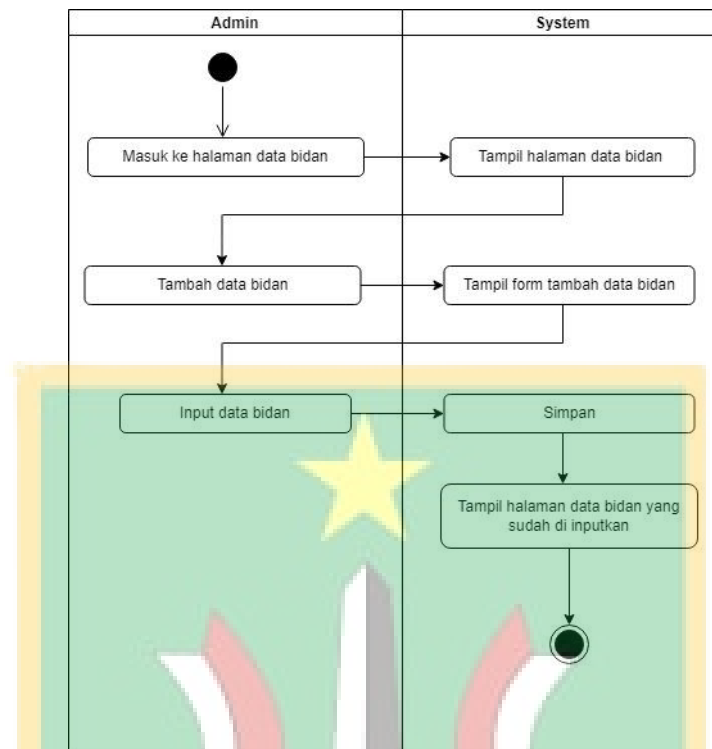 Admin
System
Masuk ke halaman data bidan
Tampil halaman data bidan
Tambah data bidan
Tampil form tambah data bidan
Input data bidan
Simpan
Tampil halaman data bidan yang
sudah di inputkan